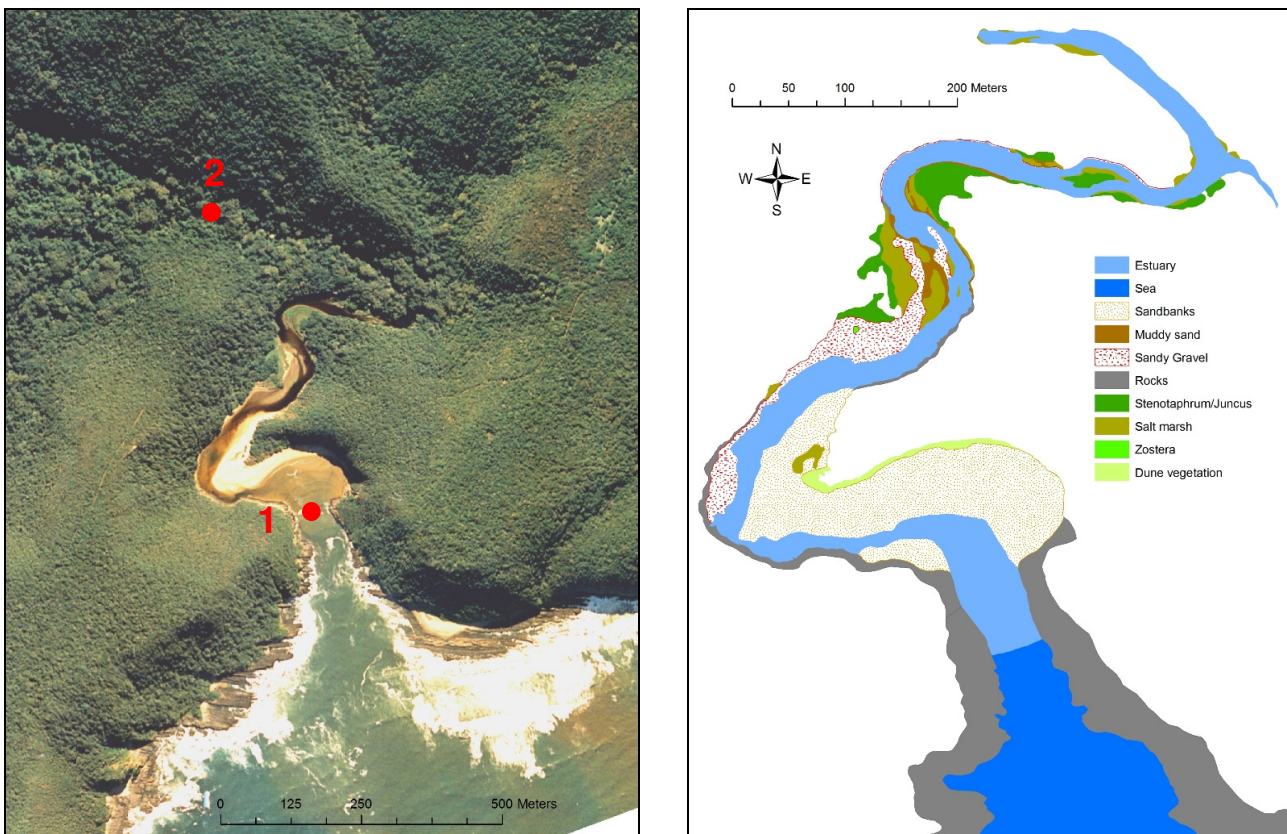 2
1
0 125 250 500 Meters
0 50 100 200 Meters
N
W E
S
Estuary
Sea
Sandbanks
Muddy sand
Sandy Gravel
Rocks
Stenotaphrum/Juncus
Salt marsh
Zostera
Dune vegetation